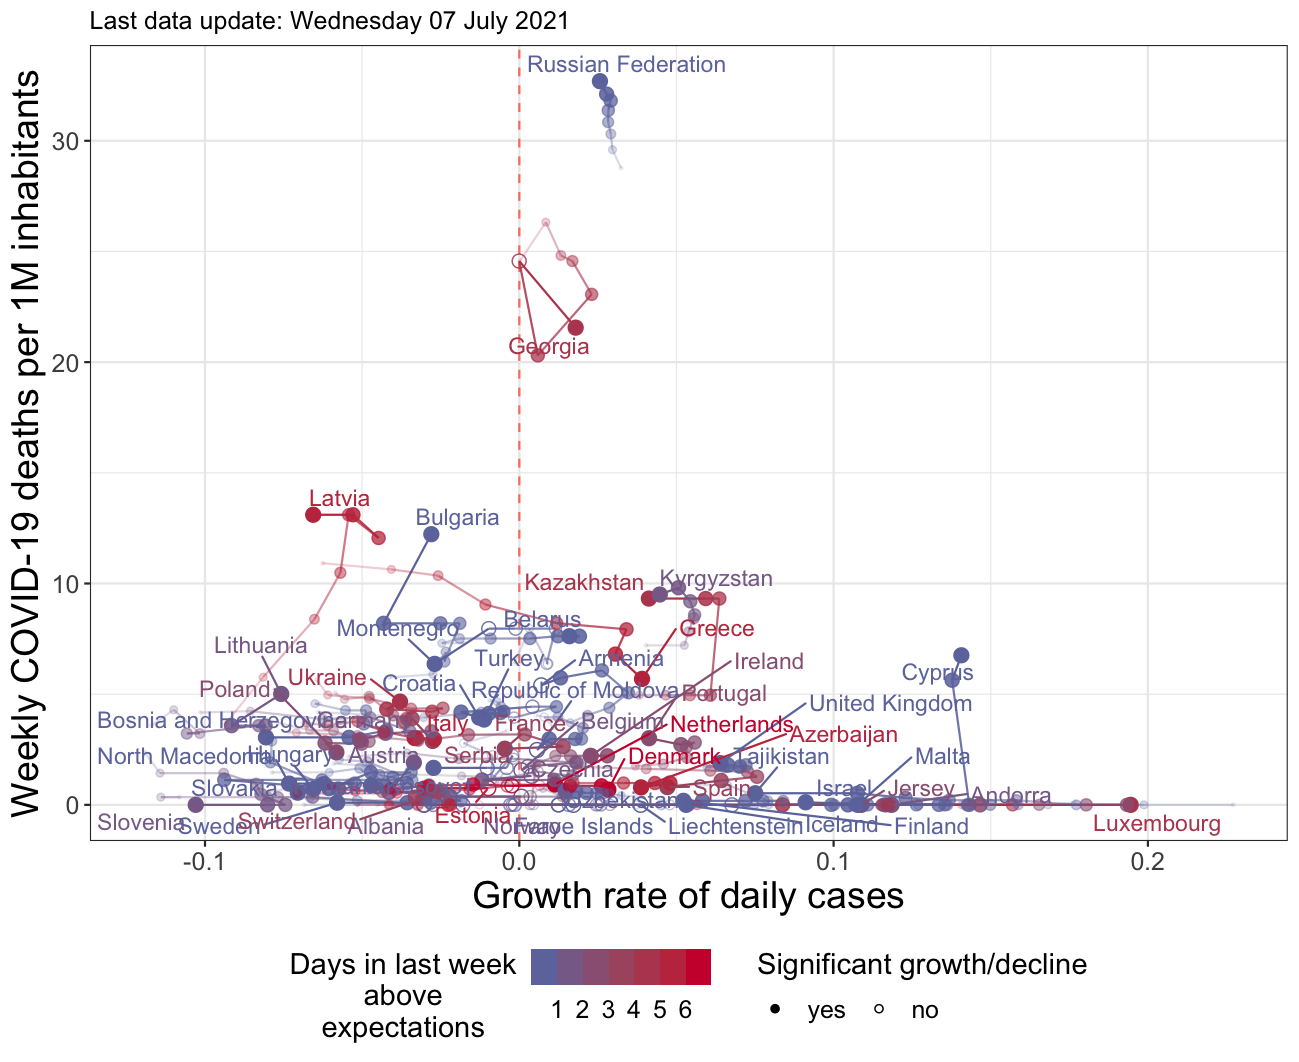 Last data update: Wednesday 07 July 2021
Weekly COVID-19 deaths per 1M inhabitants
30
20
10
0
Russian Federation
Georgia
Latvia
Bulgaria
Kazakhstan
Kyrgyzstan
Belarus
Montenegro
Greece
Lithuania
Turkey
Armenia
Ireland
Cyprus
Ukraine
Croatia
Poland
Republic of Moldova
Portugal
United Kingdom
Bosnia and Herzegovina
Germany
Italy
France
Belgium
Netherlands
Azerbaijan
North Macedonia
Hungary
Austria
Serbia
Denmark
Tajikistan
Malta
Czechia
Slovakia
Kosovo
Uzbekistan
Spain
Israel
Jersey
Andorra
Slovenia
Sweden
Switzerland
Albania
Estonia
Norway
Faroe Islands
Liechtenstein
Iceland
Finland
Luxembourg
-0.1
0.0
0.1
0.2
Growth rate of daily cases
Days in last week
above
expectations
1 2 3 4 5 6
Significant growth/decline
yes
no